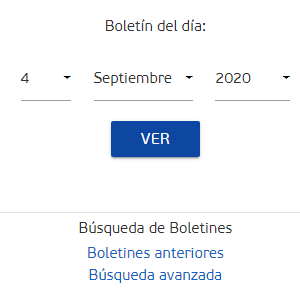 Boletín del día:
4 Septiembre 2020
VER
Búsqueda de Boletines
Boletines anteriores
Búsqueda avanzada